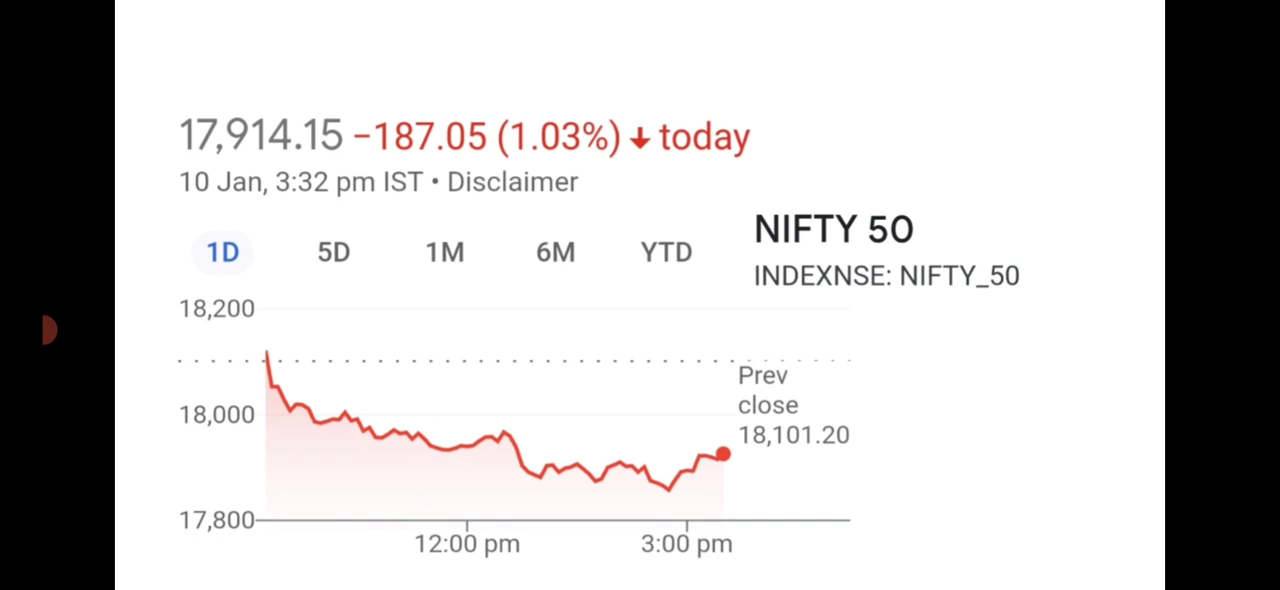 17,914.15 −187.05 (1.03%) ↓ today
10 Jan, 3:32 pm IST • Disclaimer
NIFTY 50
INDEXNSE: NIFTY_50
1D 5D 1M 6M YTD
18,200
18,000
17,800
Prev
close
18,101.20
12:00 pm 3:00 pm